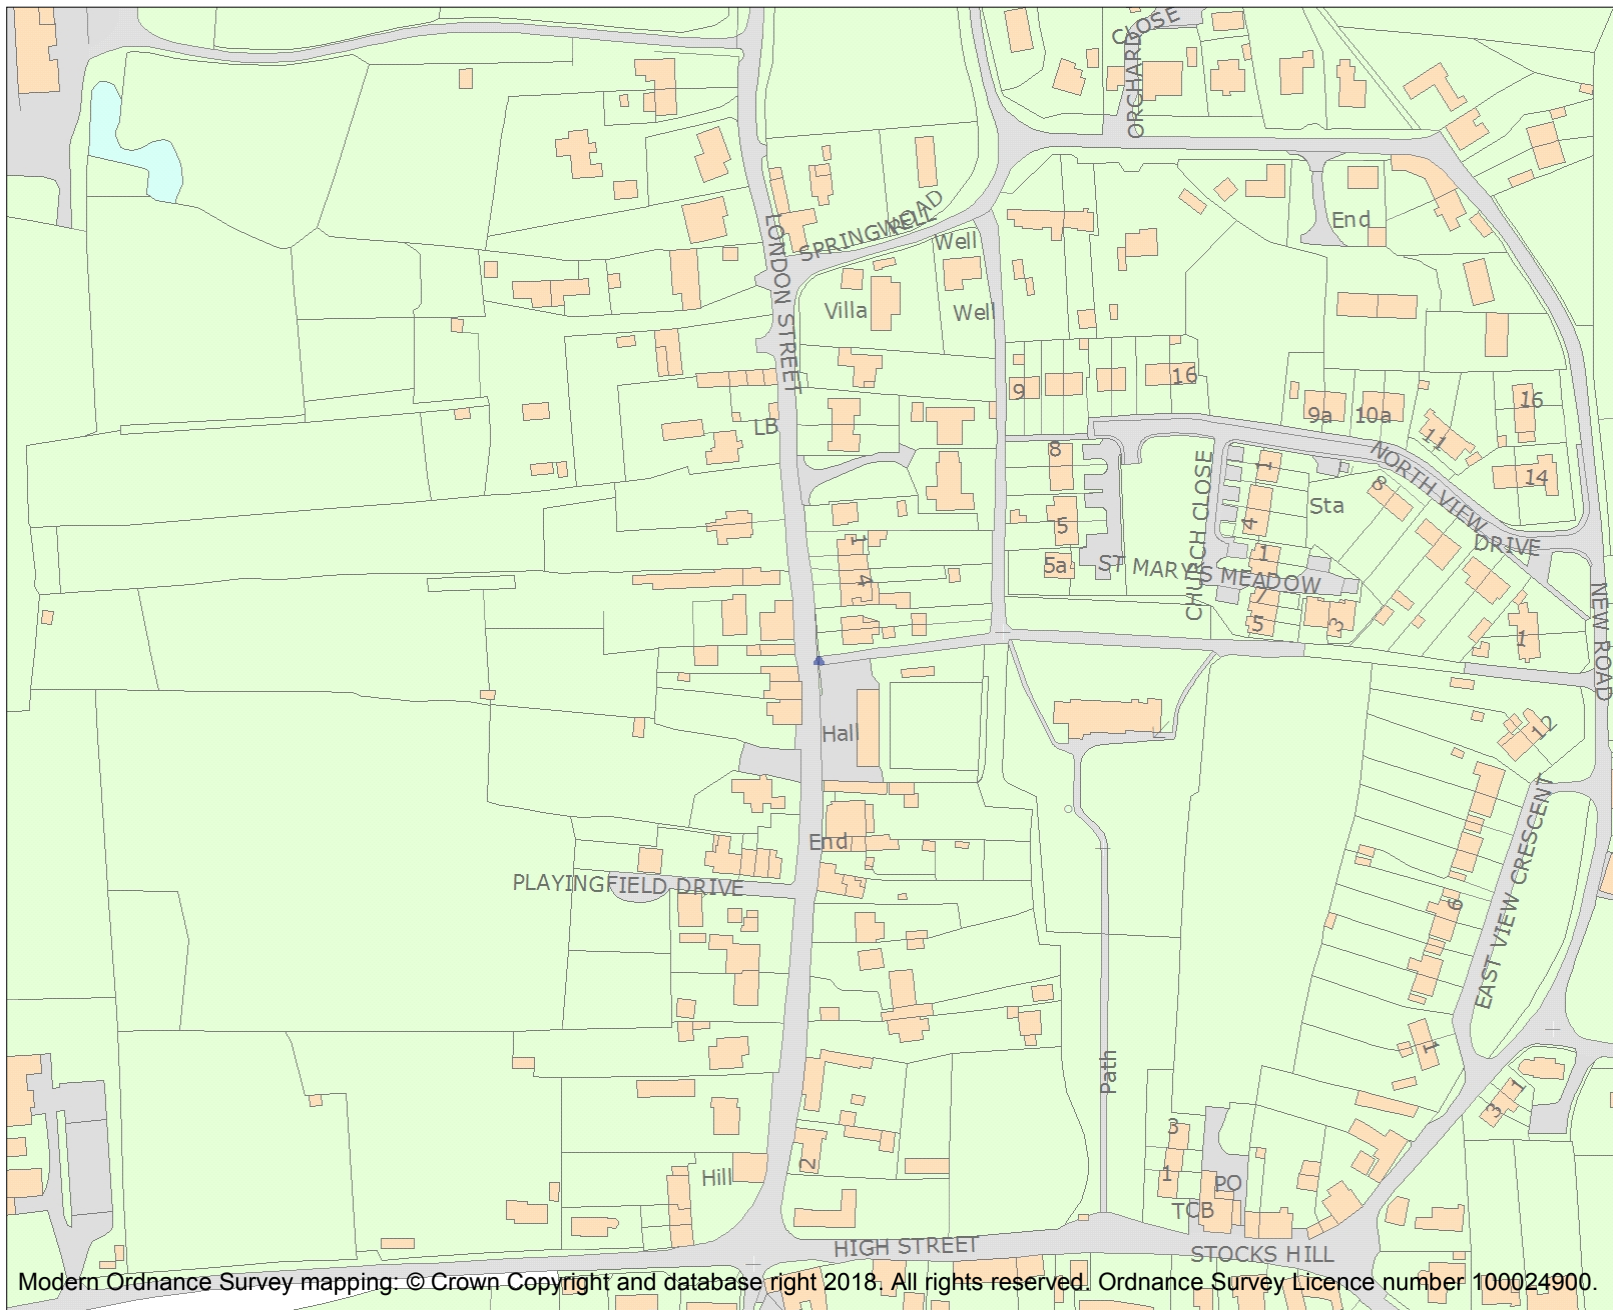 CLOSE
ORCHARD
LONDON STREET
SPRINGWELL
ROAD
Well
End
Villa
Well
9
16
9a
10a
16
11
LB
8
1
NORTH VIEW
DRIVE
14
8
CHURCH CLOSE
Sta
4
5
1
4
1
5a
ST MARY'S MEADOW
7
5
3
1
NEW ROAD
Hall
12
End
EAST VIEW CRESCENT
PLAYINGFIELD DRIVE
6
Path
1
1
3
3
2
Hill
1
PO
TCB
HIGH STREET
STOCKS HILL
Modern Ordnance Survey mapping: © Crown Copyright and database right 2018. All rights reserved. Ordnance Survey Licence number 100024900.